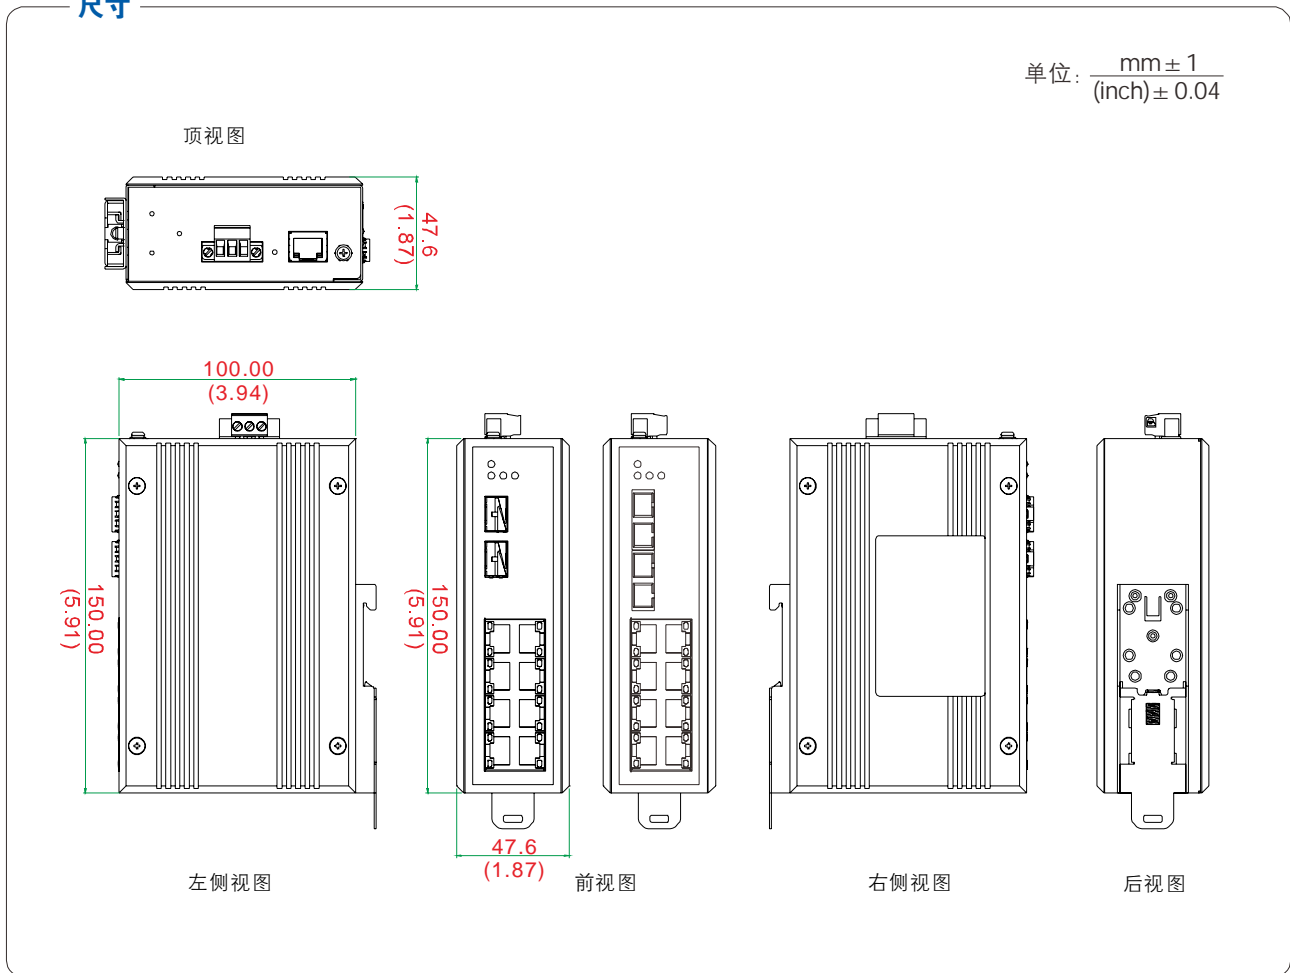 尺寸
单位: mm±1
(inch)±0.04
顶视图
47.6
(1.87)
100.00
(3.94)
150.00
(5.91)
150.00
(5.91)
47.6
(1.87)
左侧视图
前视图
右侧视图
后视图